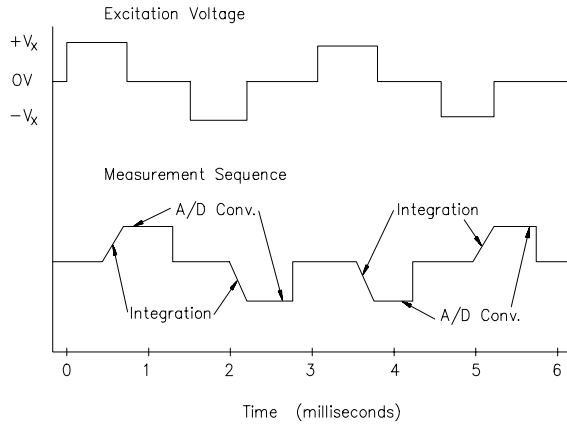 Excitation Voltage
+Vx
0V
−Vx
Measurement Sequence
A/D Conv.
Integration
Integration
A/D Conv.
0 1 2 3 4 5 6
Time (milliseconds)